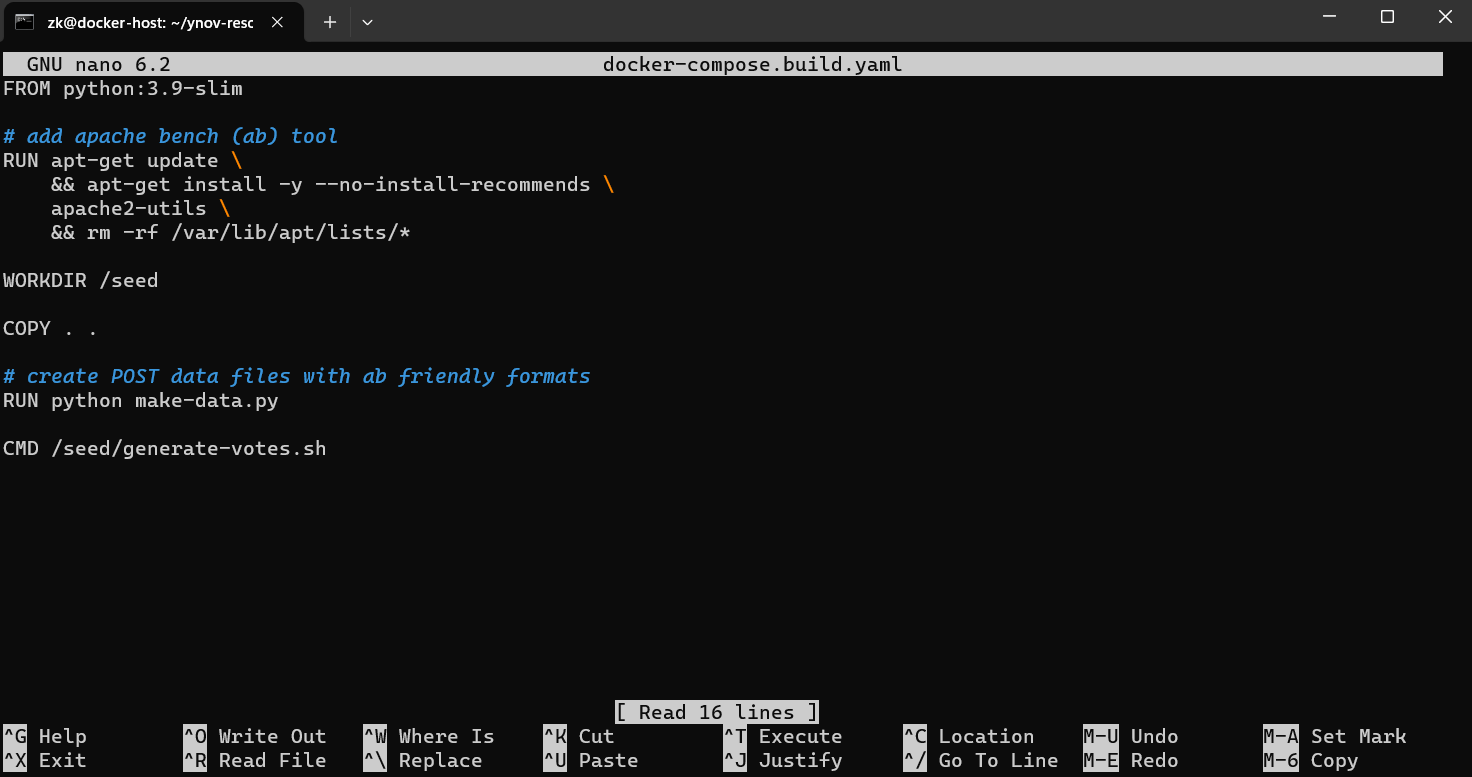 zk@docker-host: ~/ynov-resc
GNU nano 6.2 docker-compose.build.yaml
FROM python:3.9-slim
# add apache bench (ab) tool
RUN apt-get update \
    && apt-get install -y --no-install-recommends \
    apache2-utils \
    && rm -rf /var/lib/apt/lists/*
WORKDIR /seed
COPY . .
# create POST data files with ab friendly formats
RUN python make-data.py
CMD /seed/generate-votes.sh
[ Read 16 lines ]
^G Help ^O Write Out ^W Where Is ^K Cut ^T Execute ^C Location M-U Undo M-A Set Mark
^X Exit ^R Read File ^\ Replace ^U Paste ^J Justify ^/ Go To Line M-E Redo M-6 Copy